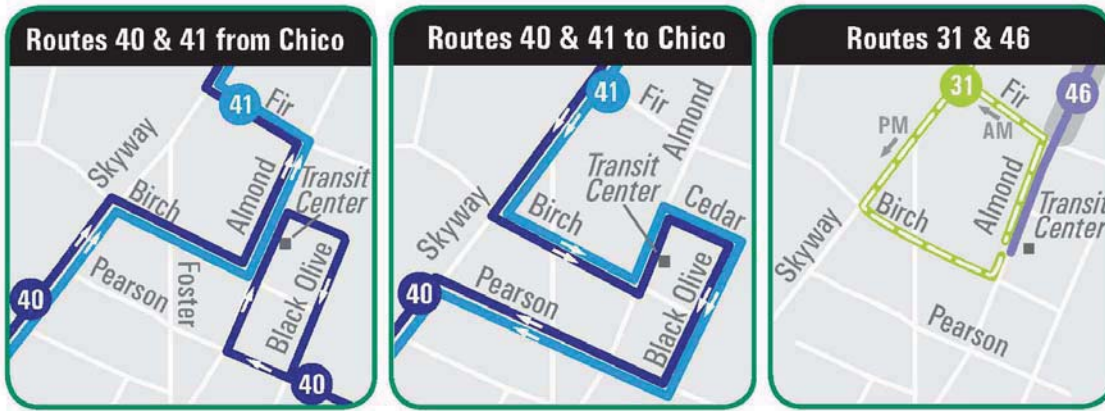 Routes 40 & 41 from Chico
41
Fir
Skyway
Birch
Almond
Transit
Center
Foster
Pearson
Black Olive
40
40
Routes 40 & 41 to Chico
41
Fir
Almond
Transit
Center
Skyway
Birch
Cedar
Black Olive
Pearson
40
Routes 31 & 46
31
Fir
46
PM
AM
Almond
Birch
Transit
Center
Skyway
Pearson